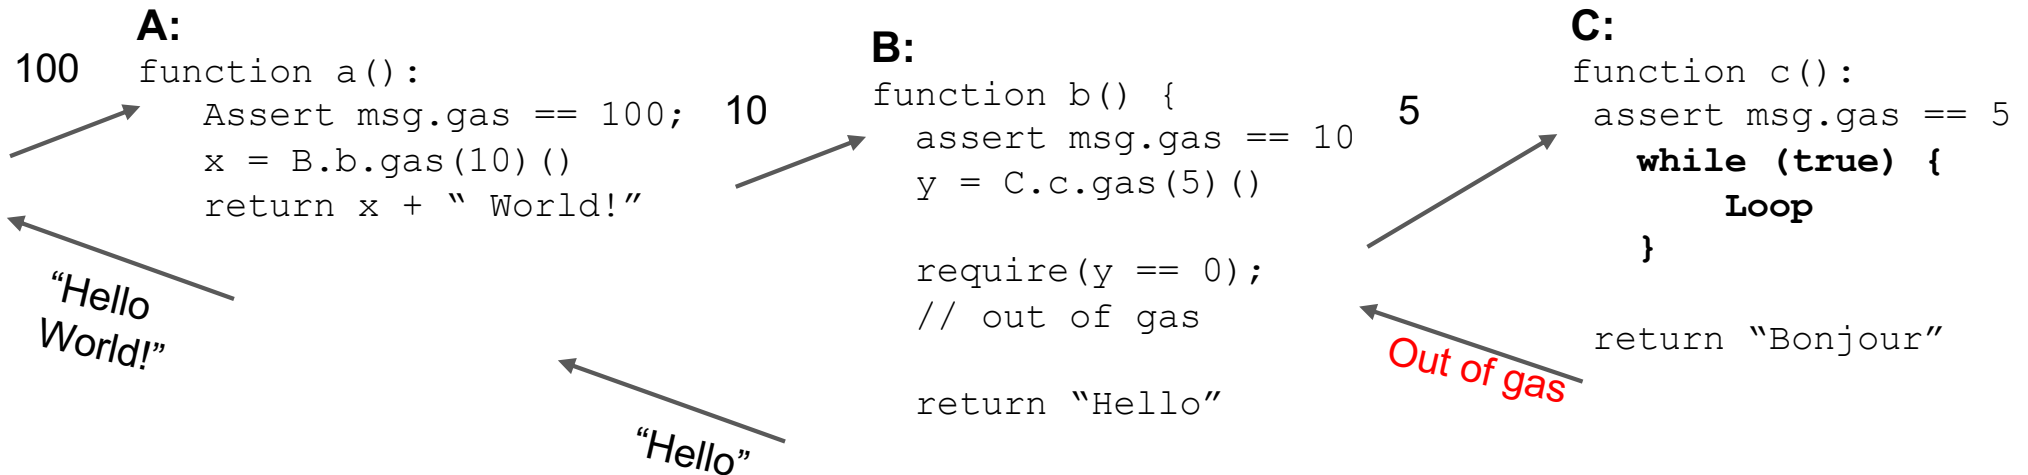 A:
100
function a():
Assert msg.gas == 100;
x = B.b.gas(10)()
return x + “ World!”
“Hello
World!”
10
B:
function b() {
assert msg.gas == 10
y = C.c.gas(5)()
require(y == 0);
// out of gas
return “Hello”
“Hello”
5
C:
function c():
assert msg.gas == 5
while (true) {
Loop
}
return “Bonjour”
Out of gas